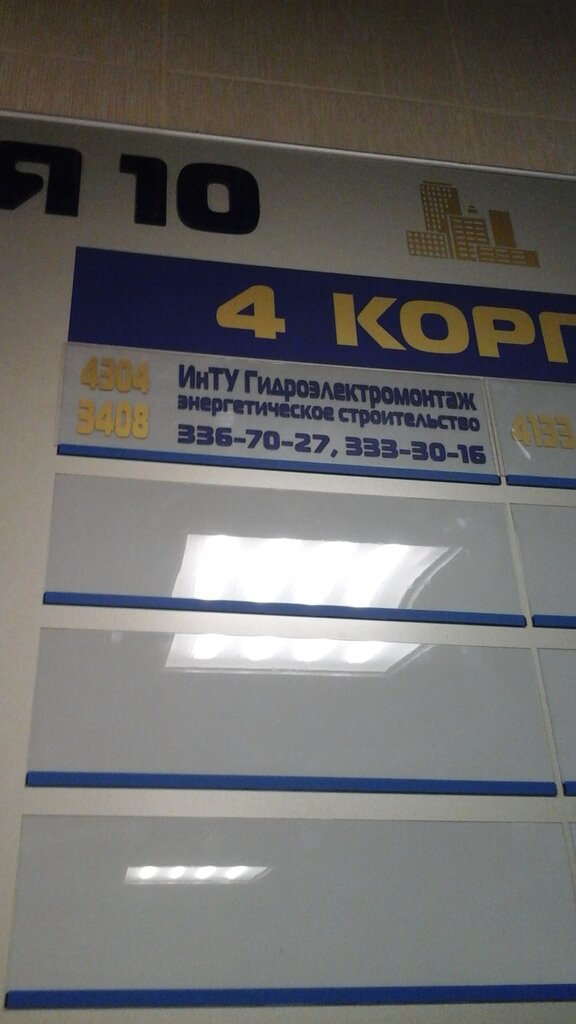 Я 10
4 КОРП
4304
3408
ИнТУ Гидроэлектромонтаж
энергетическое строительство
336-70-27, 333-30-16
4133